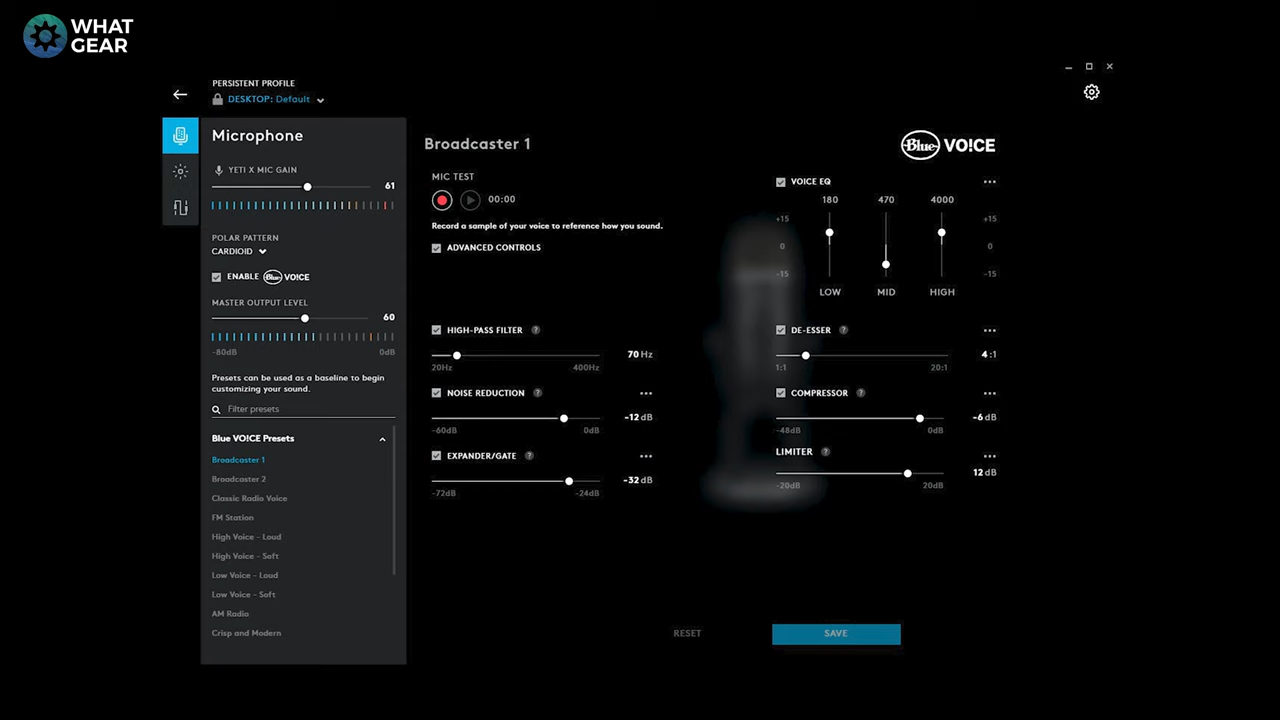 WHAT
GEAR
PERSISTENT PROFILE
DESKTOP: Default
Microphone
YETI X MIC GAIN
61
POLAR PATTERN
CARDIOID
ENABLE Blue VO!CE
MASTER OUTPUT LEVEL
60
-80dB 0dB
Presets can be used as a baseline to begin
customizing your sound.
Filter presets
Blue VO!CE Presets
Broadcaster 1
Broadcaster 2
Classic Radio Voice
FM Station
High Voice - Loud
High Voice - Soft
Low Voice - Loud
Low Voice - Soft
AM Radio
Crisp and Modern
Broadcaster 1
Blue VO!CE
MIC TEST
00:00
Record a sample of your voice to reference how you sound.
ADVANCED CONTROLS
HIGH-PASS FILTER ?
70 Hz
20Hz 400Hz
NOISE REDUCTION ?
-12 dB
-60dB 0dB
EXPANDER/GATE ?
-32 dB
-72dB -24dB
VOICE EQ
180 470 4000
+15 +15
0 0
-15 -15
LOW MID HIGH
DE-ESSER ?
4:1
1:1 20:1
COMPRESSOR ?
-6 dB
-48dB 0dB
LIMITER ?
12 dB
-20dB 20dB
RESET
SAVE